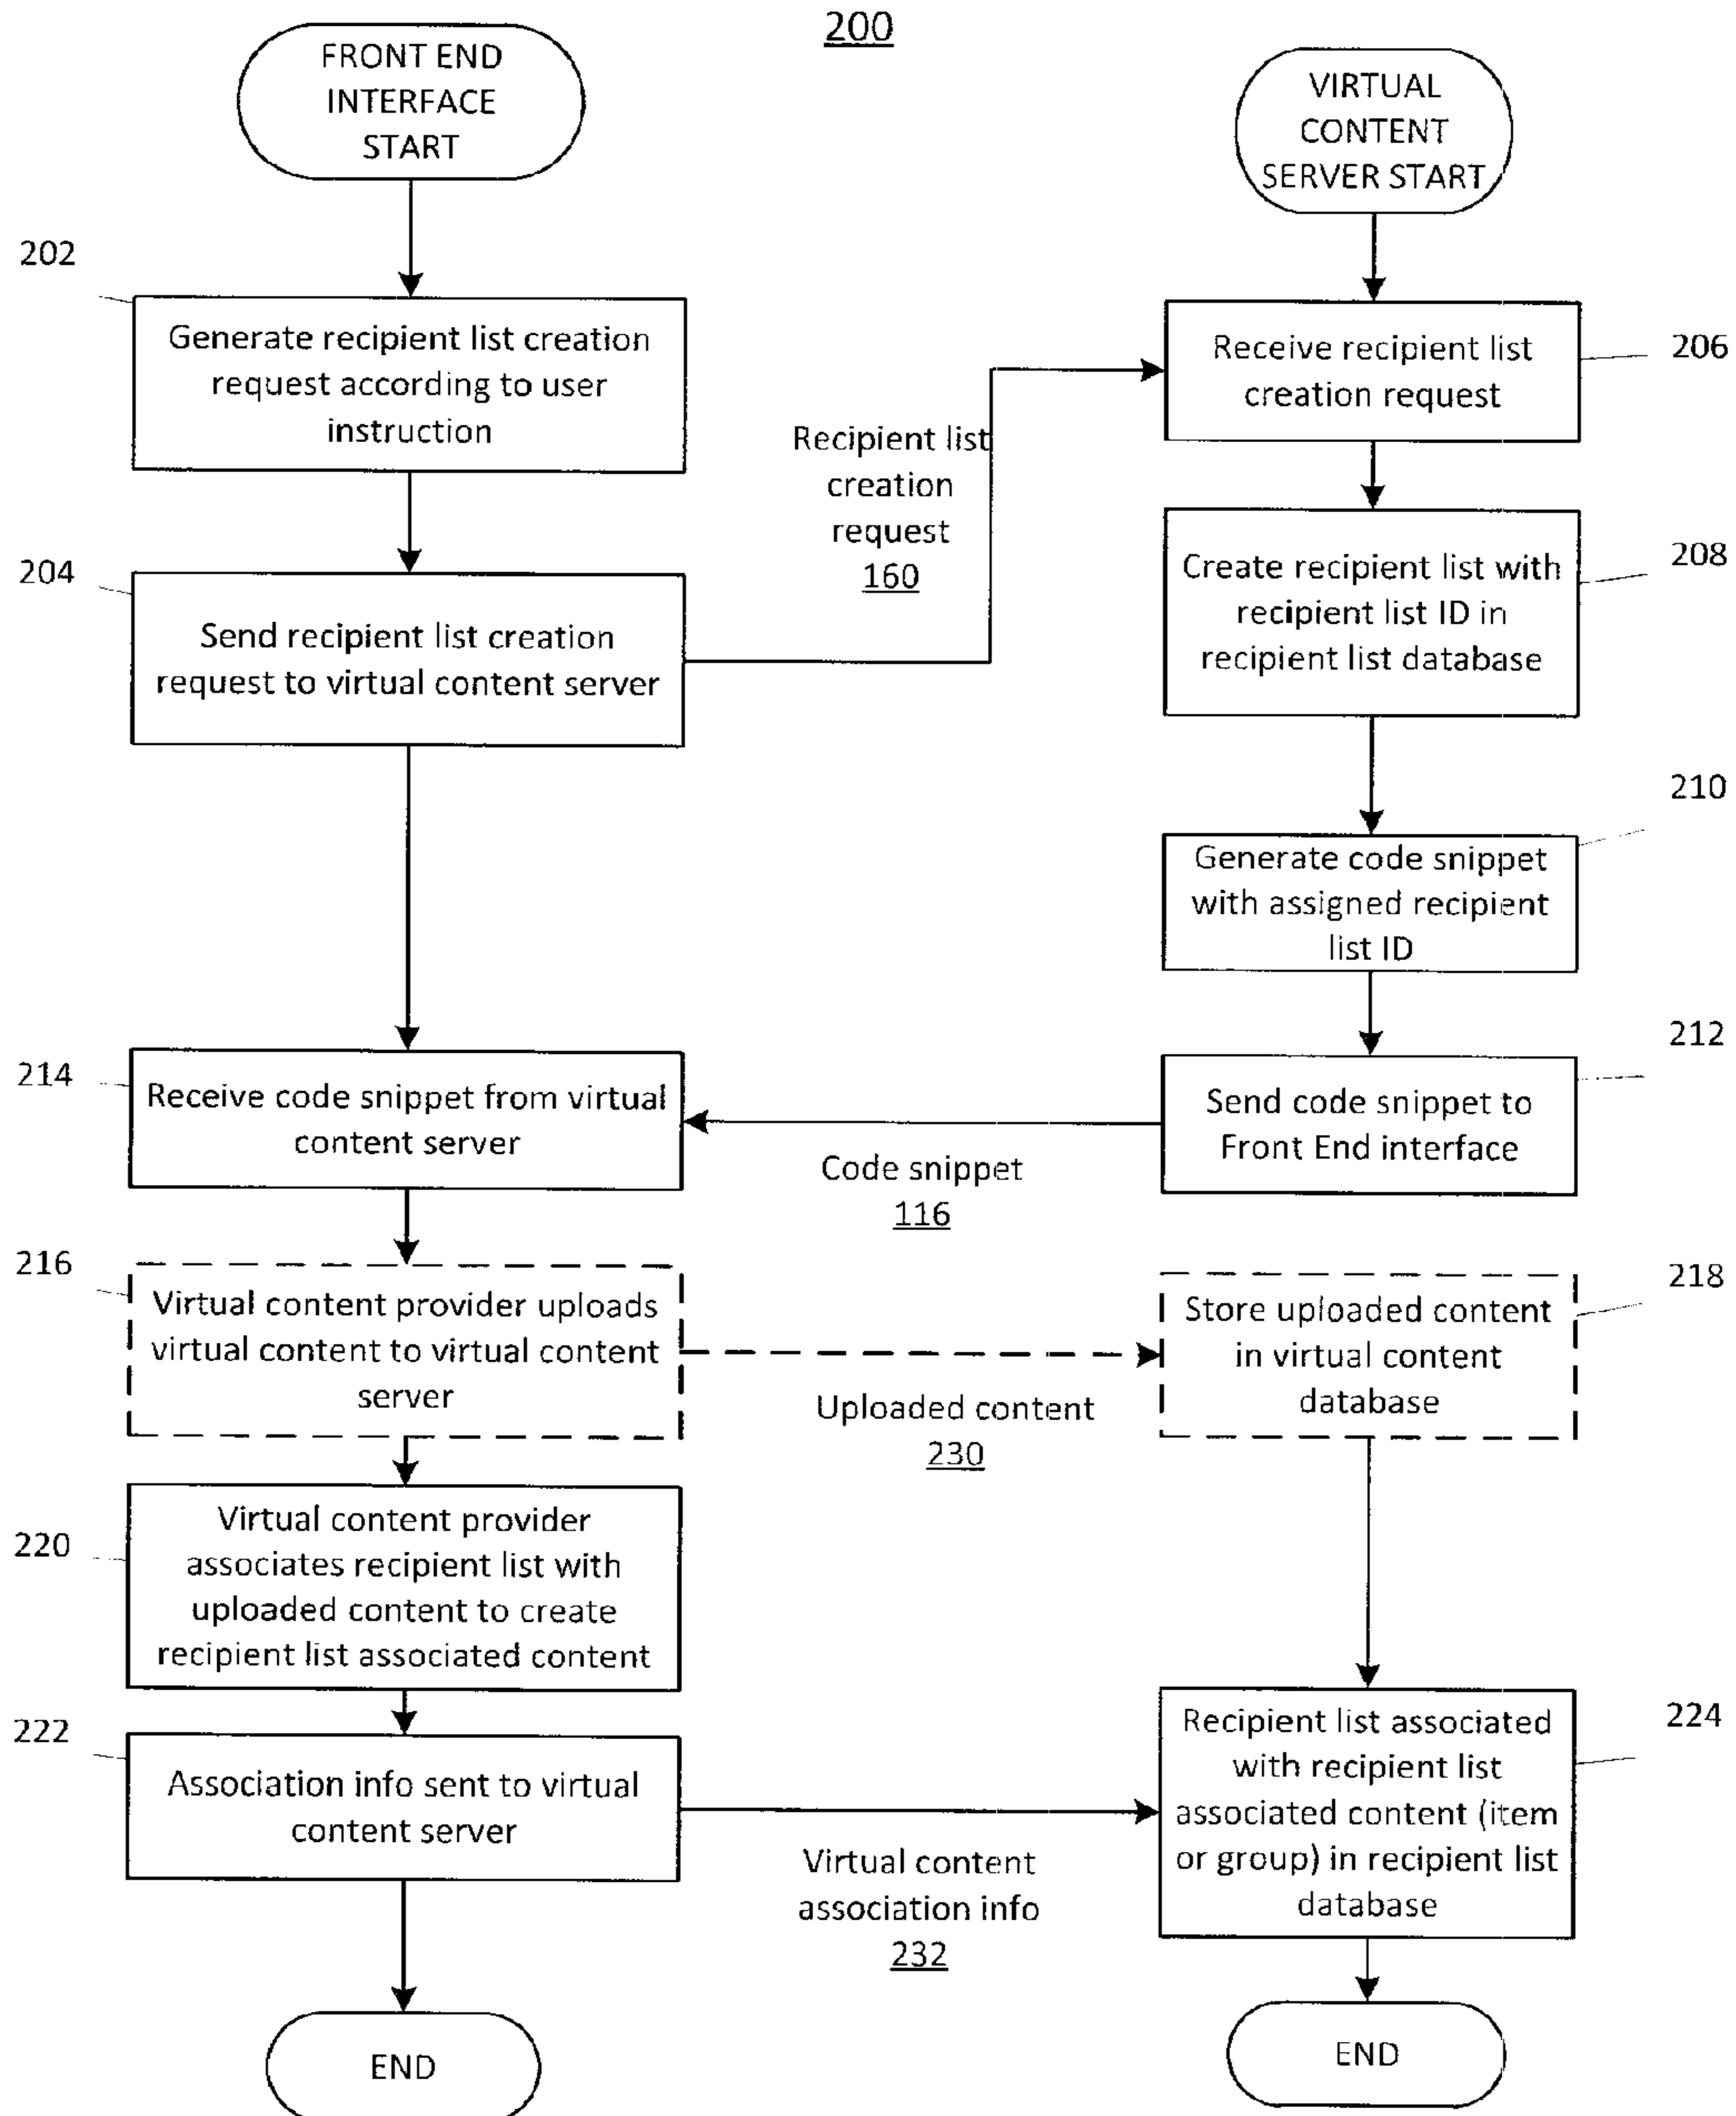 200
FRONT END
INTERFACE
START
VIRTUAL
CONTENT
SERVER START
202
Generate recipient list creation
request according to user
instruction
Receive recipient list
creation request
206
Recipient list
creation
request
160
204
Send recipient list creation
request to virtual content server
Create recipient list with
recipient list ID in
recipient list database
208
Generate code snippet
with assigned recipient
list ID
210
214
Receive code snippet from virtual
content server
Code snippet
116
Send code snippet to
Front End interface
212
216
Virtual content provider uploads
virtual content to virtual content
server
Uploaded content
230
Store uploaded content
in virtual content
database
218
220
Virtual content provider
associates recipient list with
uploaded content to create
recipient list associated content
222
Association info sent to virtual
content server
Virtual content
association info
232
Recipient list associated
with recipient list
associated content (item
or group) in recipient list
database
224
END
END